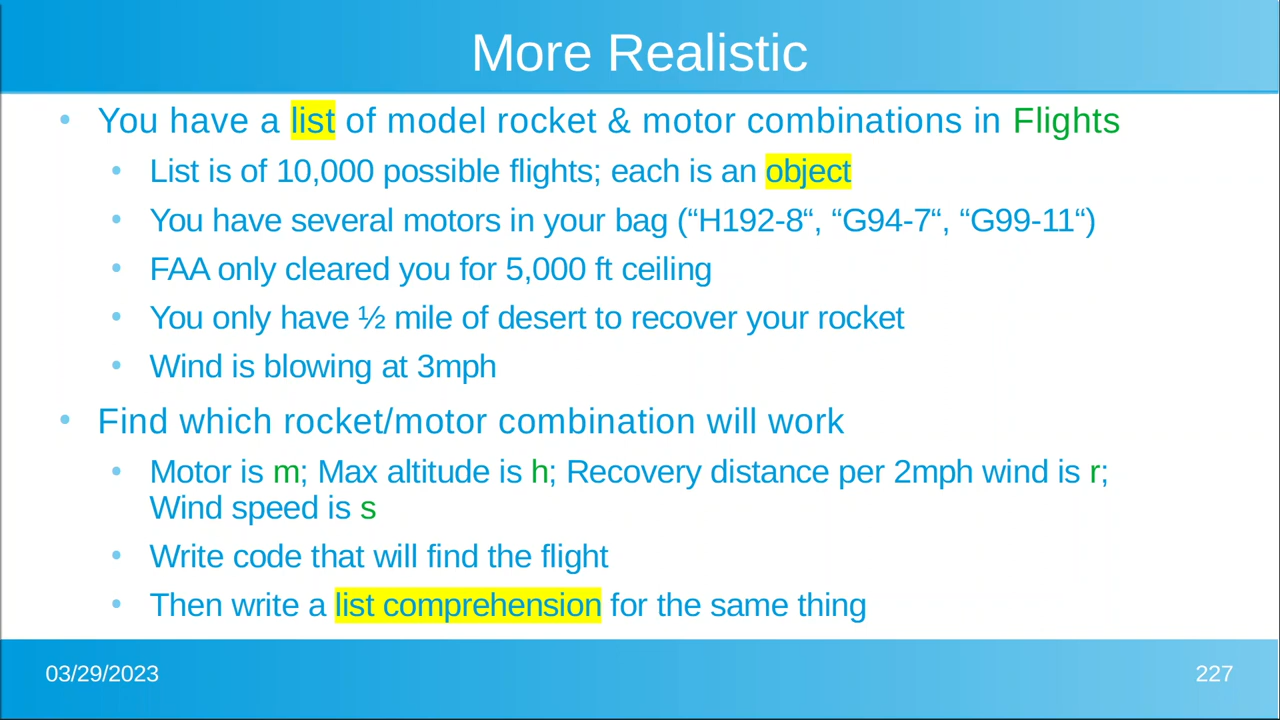 More Realistic
• You have a list of model rocket & motor combinations in Flights
• List is of 10,000 possible flights; each is an object
• You have several motors in your bag (“H192-8“, “G94-7“, “G99-11“)
• FAA only cleared you for 5,000 ft ceiling
• You only have ½ mile of desert to recover your rocket
• Wind is blowing at 3mph
• Find which rocket/motor combination will work
• Motor is m; Max altitude is h; Recovery distance per 2mph wind is r;
Wind speed is s
• Write code that will find the flight
• Then write a list comprehension for the same thing
03/29/2023
227